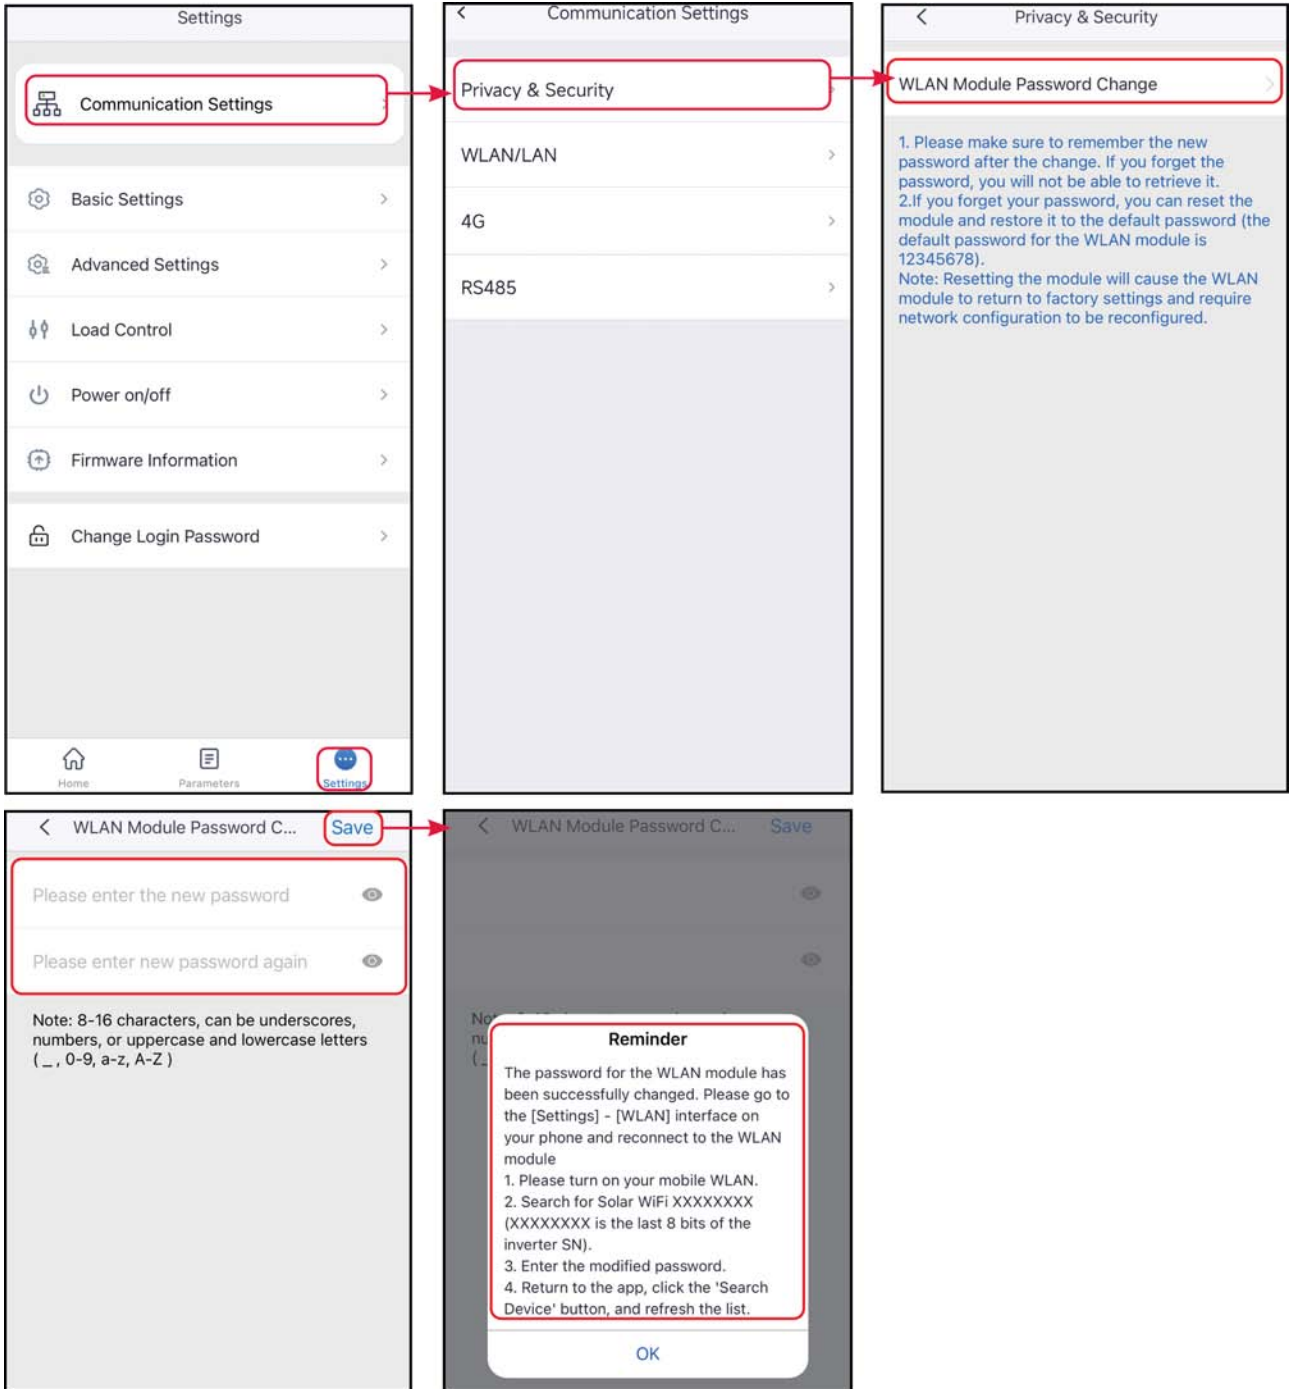 Settings
Communication Settings
Basic Settings
Advanced Settings
Load Control
Power on/off
Firmware Information
Change Login Password
Home
Parameters
Settings
Communication Settings
Privacy & Security
WLAN/LAN
4G
RS485
Privacy & Security
WLAN Module Password Change
1. Please make sure to remember the new
password after the change. If you forget the
password, you will not be able to retrieve it.
2.If you forget your password, you can reset the
module and restore it to the default password (the
default password for the WLAN module is
12345678).
Note: Resetting the module will cause the WLAN
module to return to factory settings and require
network configuration to be reconfigured.
WLAN Module Password C...
Save
Please enter the new password
Please enter new password again
Note: 8-16 characters, can be underscores,
numbers, or uppercase and lowercase letters
( _ , 0-9, a-z, A-Z )
WLAN Module Password C...
Save
Reminder
The password for the WLAN module has
been successfully changed. Please go to
the [Settings] - [WLAN] interface on
your phone and reconnect to the WLAN
module
1. Please turn on your mobile WLAN.
2. Search for Solar WiFi XXXXXXXX
(XXXXXXXX is the last 8 bits of the
inverter SN).
3. Enter the modified password.
4. Return to the app, click the 'Search
Device' button, and refresh the list.
OK